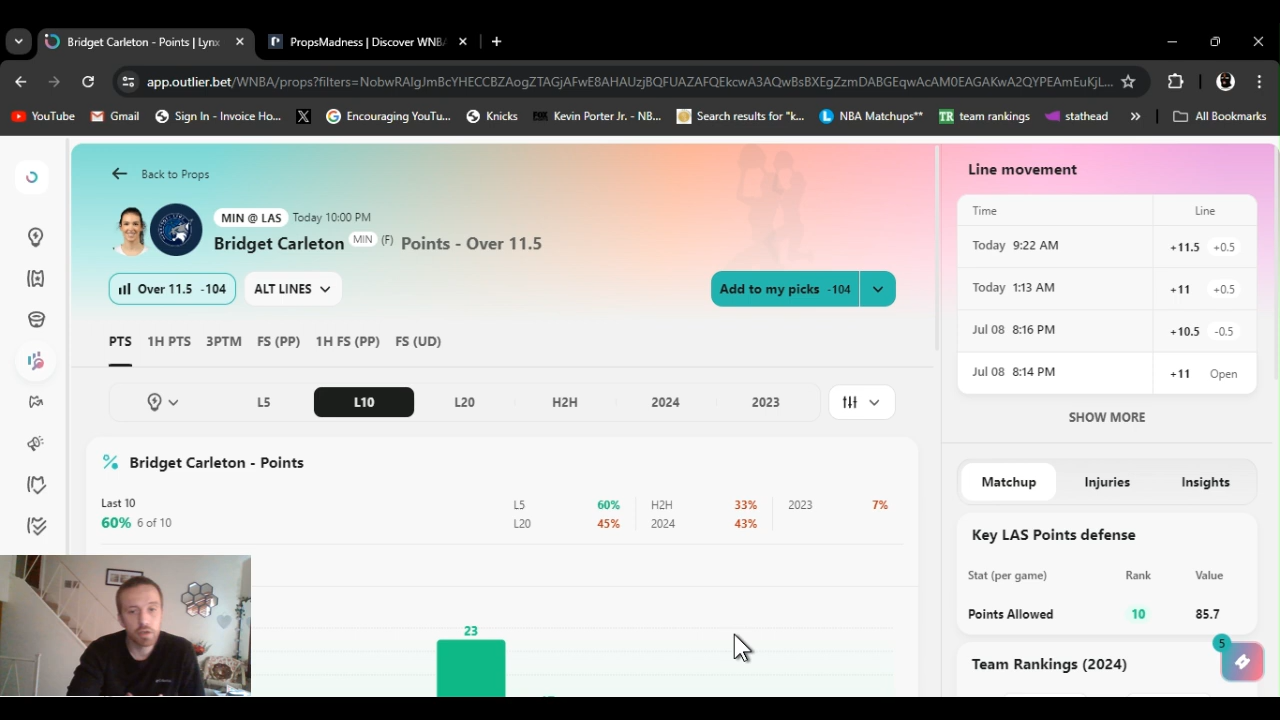 Bridget Carleton - Points | Lynx
PropsMadness | Discover WNB
app.outlier.bet/WNBA/props?filters=NobwRAlgJmBcYHECCBZAogZTAGjAFwE8AHAUzjBQFUAZAFQEkcwA3AQwBsBXEgZzmDABGEqwAcAM0EAGAKwA2QYPEAmEuKjL...
YouTube
Gmail
Sign In - Invoice Ho...
Encouraging YouTu...
Knicks
Kevin Porter Jr. - NB...
Search results for "k...
NBA Matchups**
TR team rankings
stathead
»
All Bookmarks
Back to Props
MIN @ LAS Today 10:00 PM
Bridget Carleton MIN (F) Points - Over 11.5
Over 11.5 -104
ALT LINES
Add to my picks -104
PTS 1H PTS 3PTM FS (PP) 1H FS (PP) FS (UD)
L5 L10 L20 H2H 2024 2023
Bridget Carleton - Points
Last 10
60% 6 of 10
L5 60% H2H 33% 2023 7%
L20 45% 2024 43%
23
Line movement
Time Line
Today 9:22 AM +11.5 +0.5
Today 1:13 AM +11 +0.5
Jul 08 8:16 PM +10.5 -0.5
Jul 08 8:14 PM +11 Open
SHOW MORE
Matchup Injuries Insights
Key LAS Points defense
Stat (per game) Rank Value
Points Allowed 10 85.7
5
Team Rankings (2024)